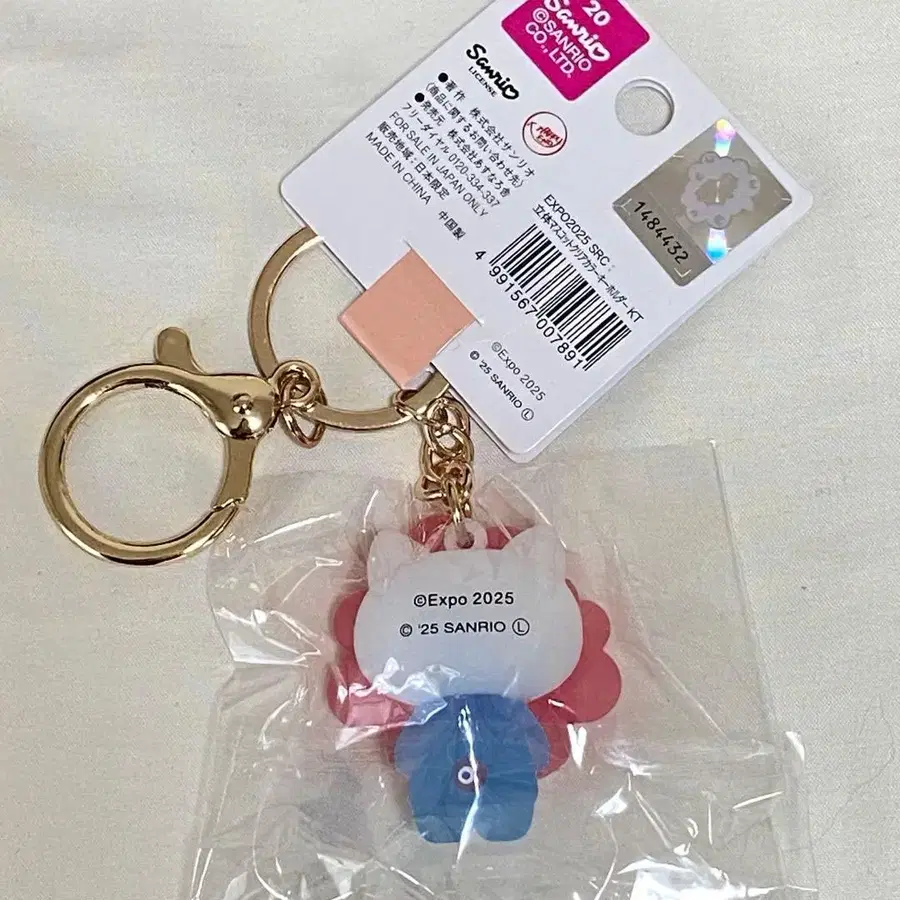 20
Sanrio
©SANRIO
CO., LTD.
Sanrio
LICENSE
●著作 株式会社サンリオ
(商品に関するお問い合わせ先)
●発売元 株式会社あすなろ舎
フリーダイヤル 0120-334-337
FOR SALE IN JAPAN ONLY
販売地域：日本限定
MADE IN CHINA 中国製
1484432
EXPO2025 SRC：
立体マスコットクリアカラーキーホルダーKT
4 991567 007891
©Expo 2025
© '25 SANRIO Ⓛ
©Expo 2025
© '25 SANRIO Ⓛ